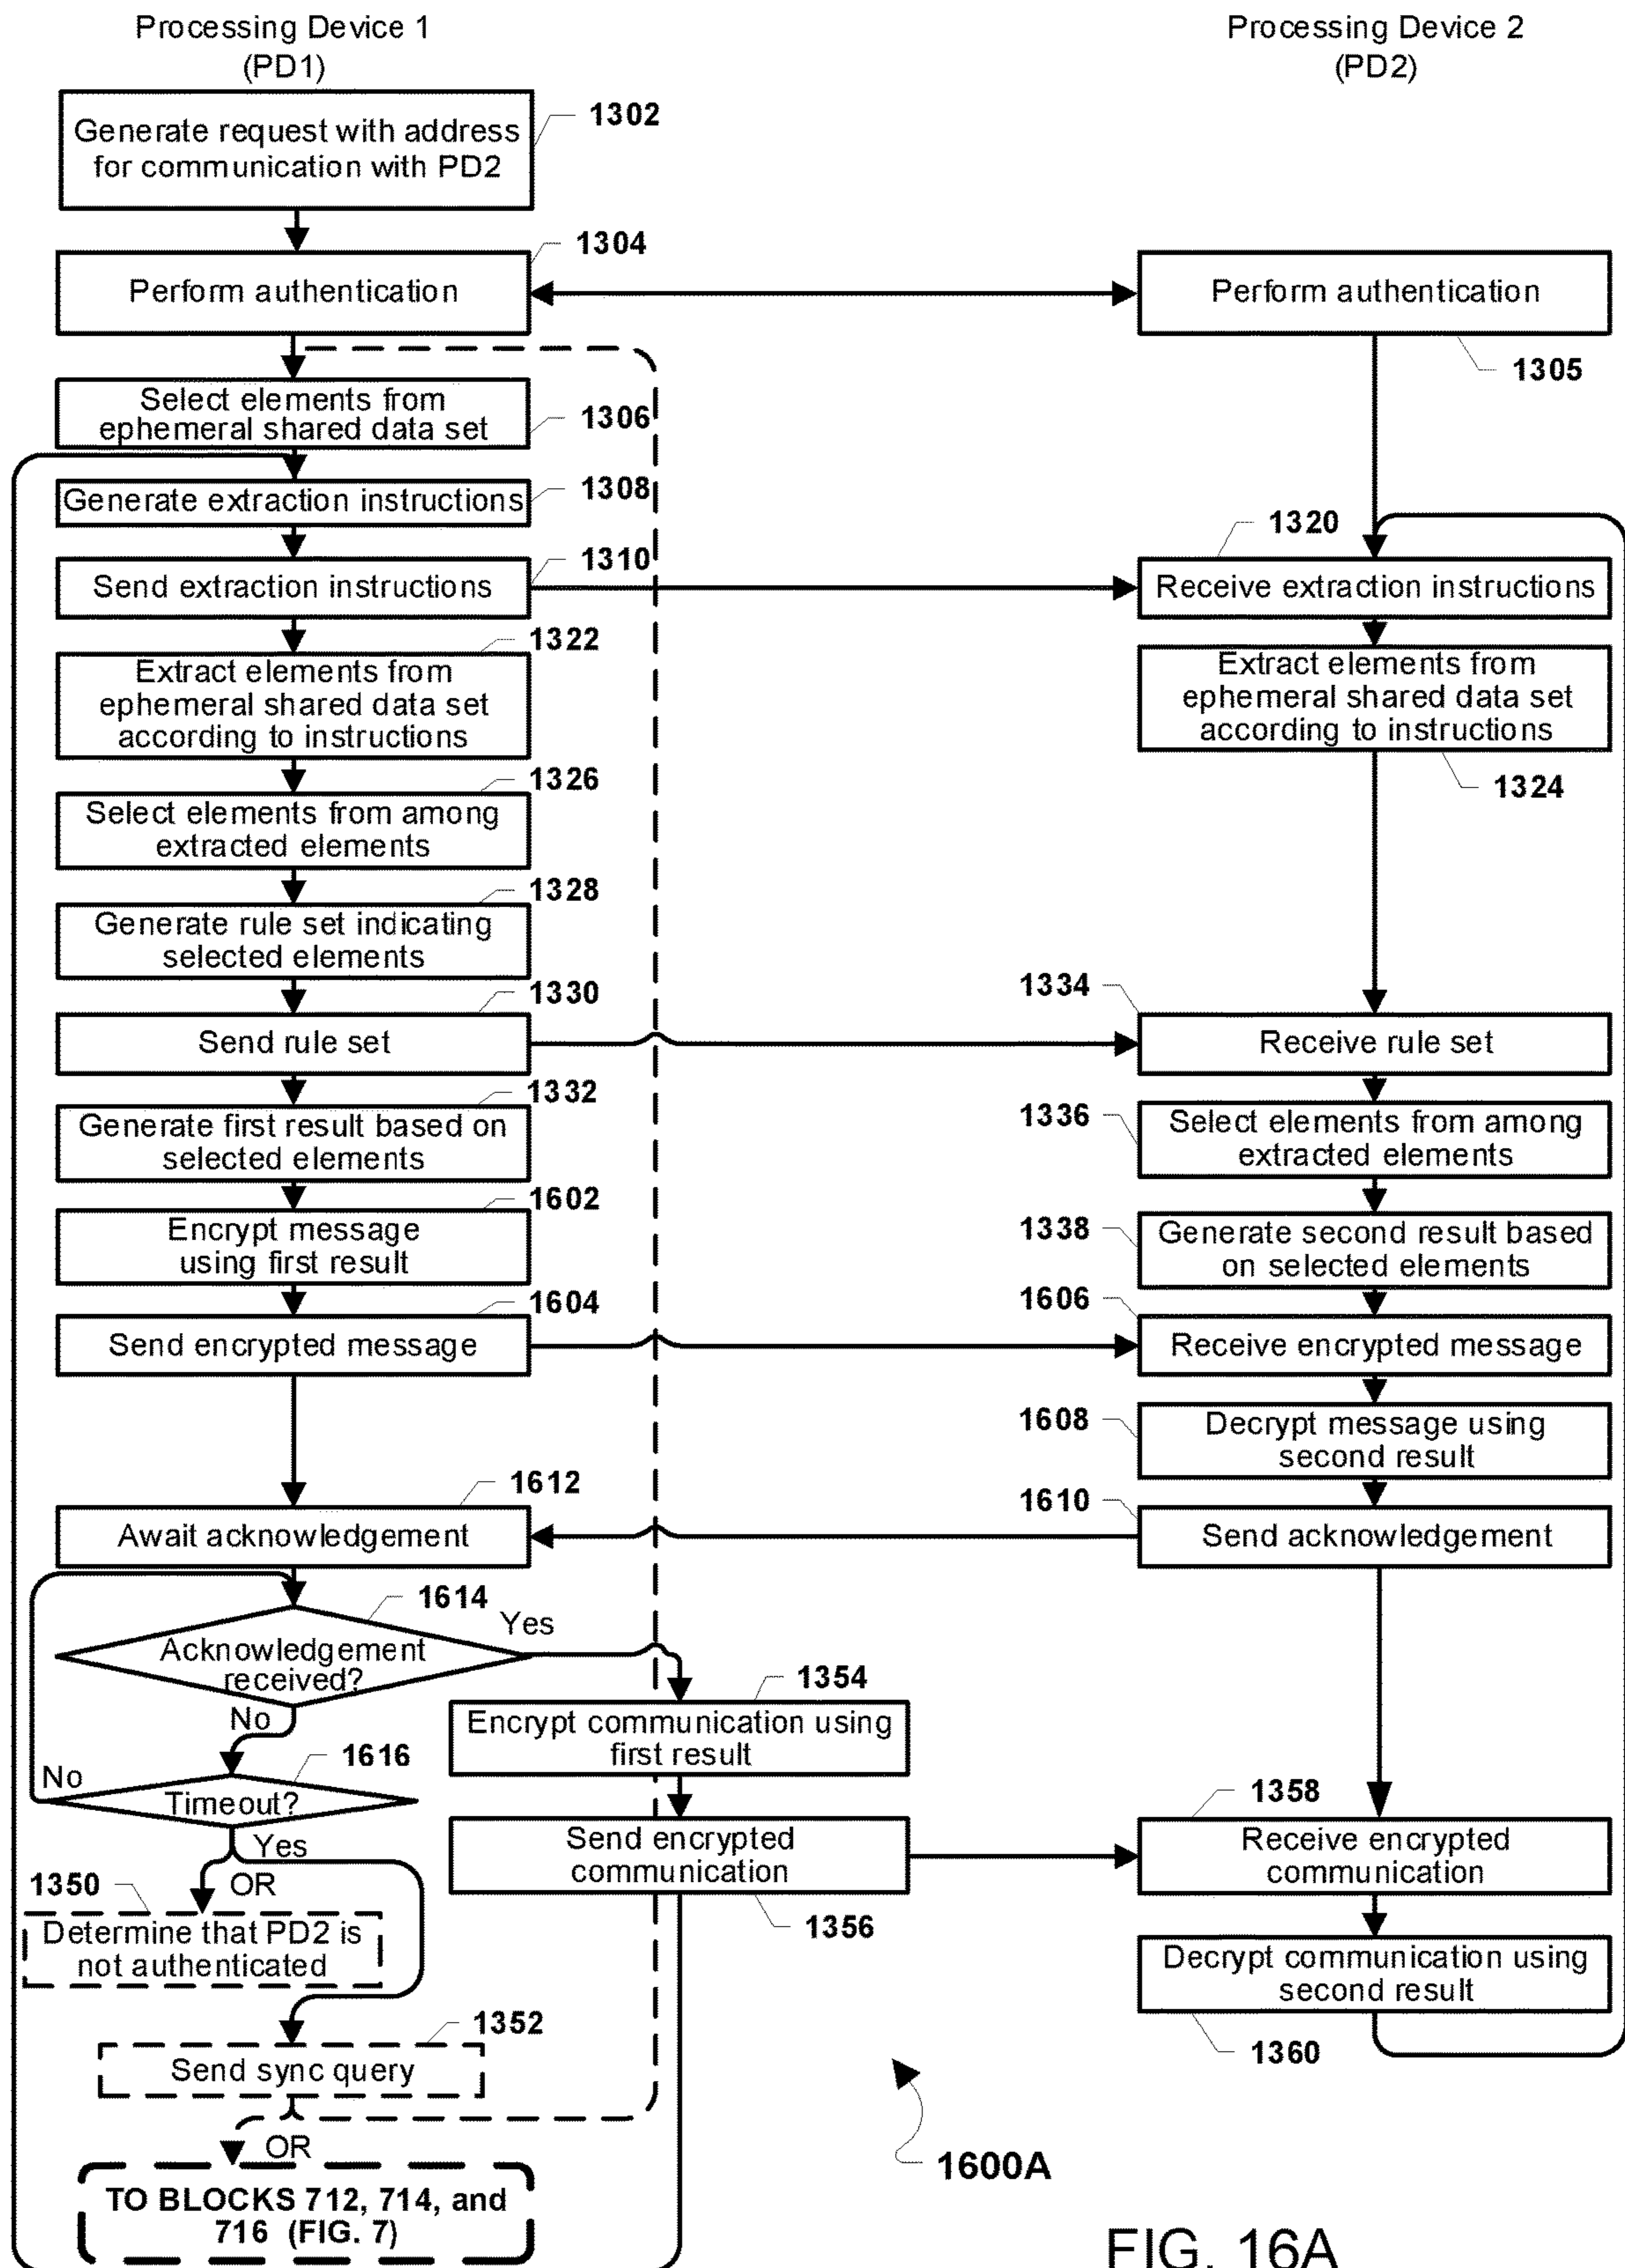 Processing Device 1
(PD1)
Processing Device 2
(PD2)
Generate request with address
for communication with PD2
1302
Perform authentication
1304
Perform authentication
1305
Select elements from
ephemeral shared data set
1306
Generate extraction instructions
1308
Send extraction instructions
1310
1320
Receive extraction instructions
1322
Extract elements from
ephemeral shared data set
according to instructions
Extract elements from
ephemeral shared data set
according to instructions
1324
1326
Select elements from among
extracted elements
1328
Generate rule set indicating
selected elements
1330
Send rule set
1334
Receive rule set
1332
Generate first result based on
selected elements
1336
Select elements from among
extracted elements
1602
Encrypt message
using first result
1338
Generate second result based
on selected elements
1604
Send encrypted message
1606
Receive encrypted message
1608
Decrypt message using
second result
1612
Await acknowledgement
1610
Send acknowledgement
1614
Acknowledgement
received?
Yes
No
1354
Encrypt communication using
first result
1616
Timeout?
No
Yes
OR
1350
Determine that PD2 is
not authenticated
Send encrypted
communication
1356
1358
Receive encrypted
communication
Decrypt communication using
second result
1360
1352
Send sync query
OR
TO BLOCKS 712, 714, and
716 (FIG. 7)
1600A
FIG. 16A